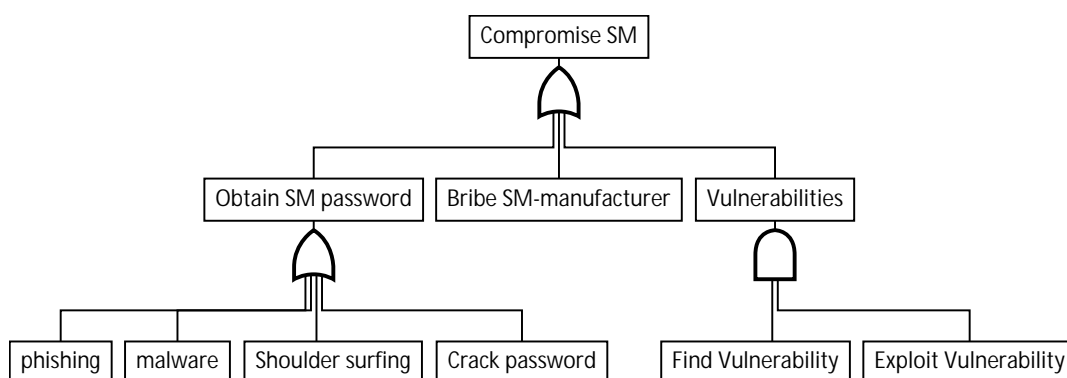 Compromise SM
Obtain SM password
Bribe SM-manufacturer
Vulnerabilities
phishing
malware
Shoulder surfing
Crack password
Find Vulnerability
Exploit Vulnerability